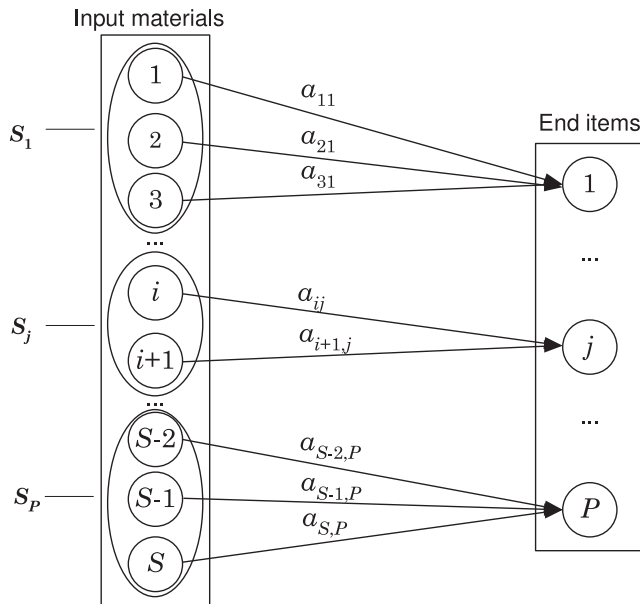 Input materials
1
a11
S1
2
a21
End items
3
a31
1
...
...
i
aij
Sj
i+1
ai+1,j
j
...
...
S-2
aS-2,P
SP
S-1
aS-1,P
P
aS,P
S